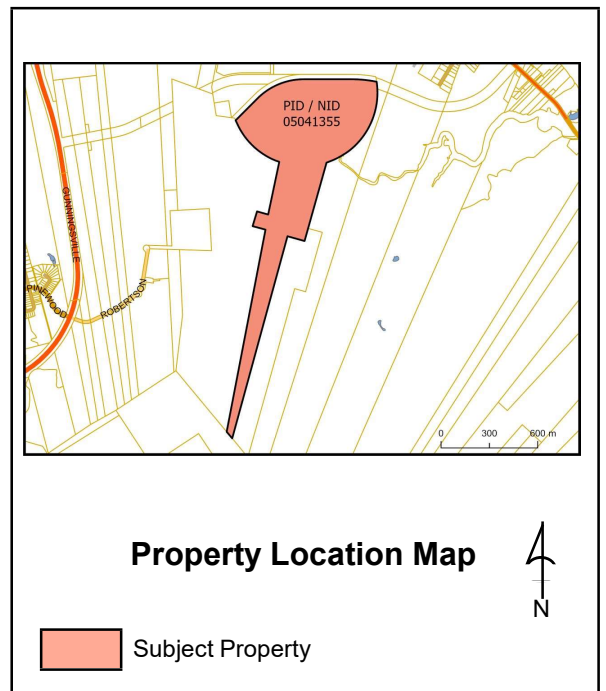 PID / NID
05041355
GUNNINGSVILLE
PINEWOOD
ROBERTSON
0 300 600 m
Property Location Map
N
Subject Property